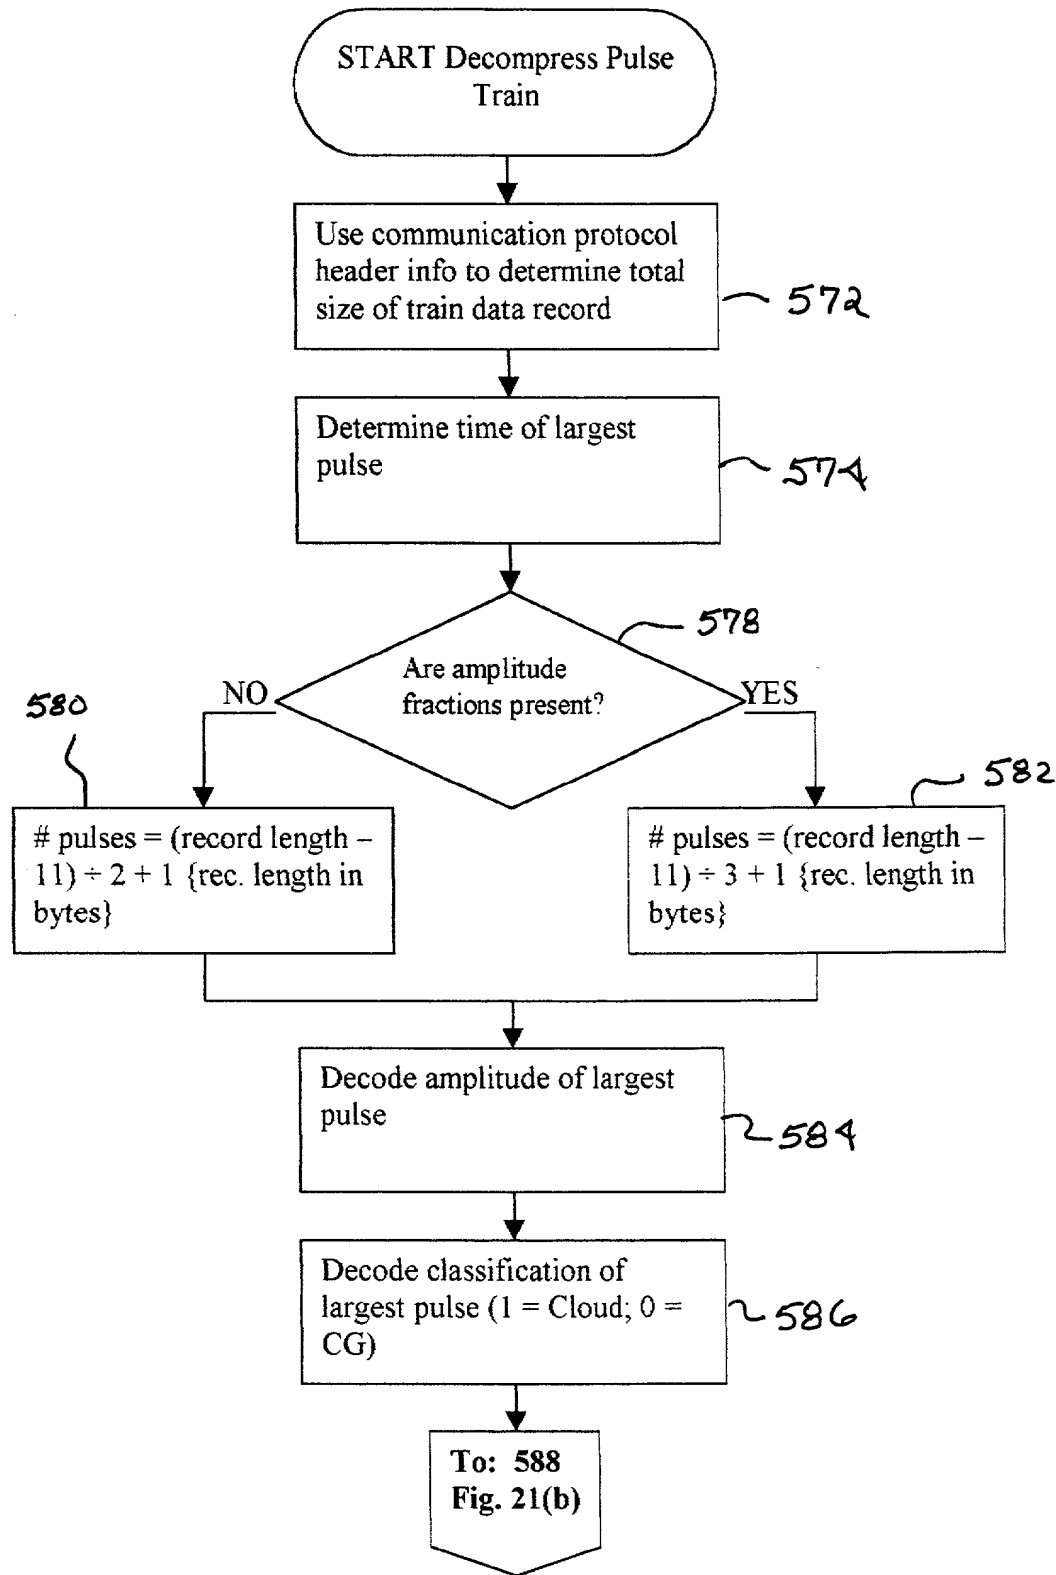 START Decompress Pulse
Train
Use communication protocol
header info to determine total
size of train data record
572
Determine time of largest
pulse
574
578
Are amplitude
fractions present?
NO
YES
580
582
# pulses = (record length –
11) ÷ 2 + 1 {rec. length in
bytes}
# pulses = (record length –
11) ÷ 3 + 1 {rec. length in
bytes}
Decode amplitude of largest
pulse
584
Decode classification of
largest pulse (1 = Cloud; 0 =
CG)
586
To: 588
Fig. 21(b)